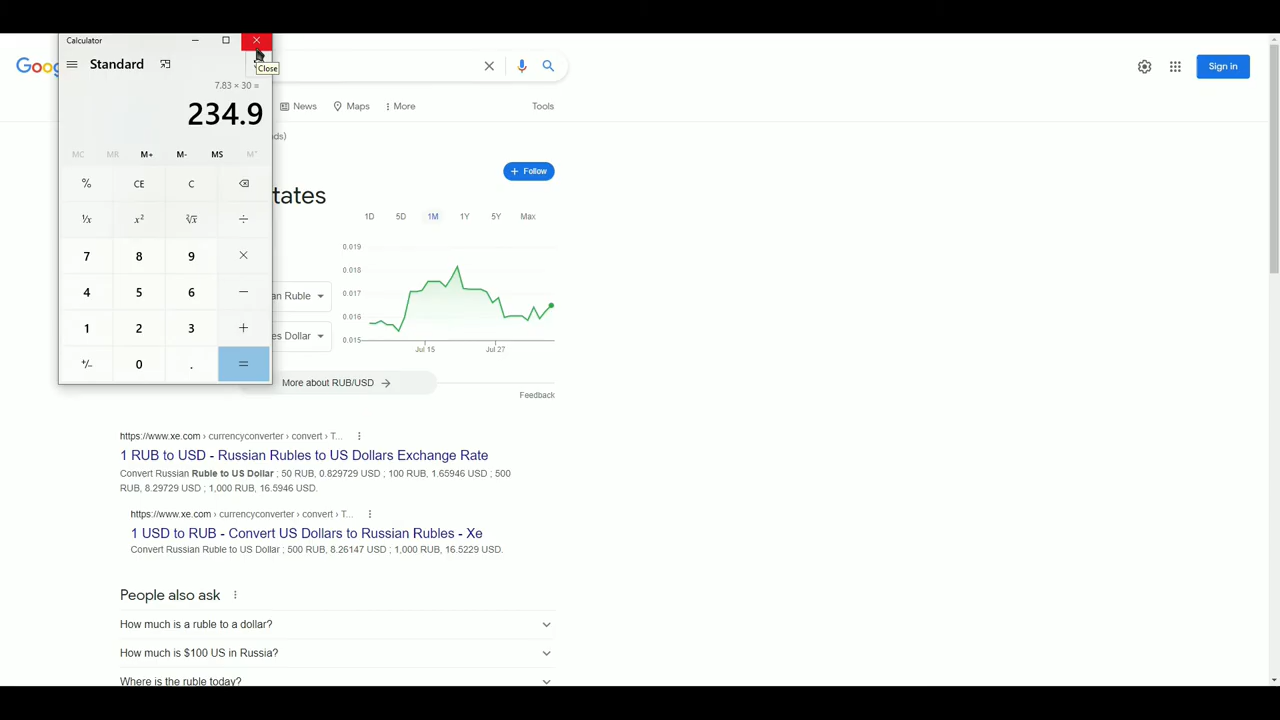 Calculator
Standard
Close
7.83 × 30 =
234.9
MC MR M+ M- MS M˅
% CE C
¹/x x² ²√x ÷
7 8 9 ×
4 5 6 −
1 2 3 +
+/− 0 . =
Goog
Sign in
News Maps More Tools
Follow
tates
1D 5D 1M 1Y 5Y Max
0.019
0.018
0.017
0.016
0.015
Jul 15 Jul 27
Ruble
Dollar
More about RUB/USD
Feedback
https://www.xe.com › currencyconverter › convert › T...
1 RUB to USD - Russian Rubles to US Dollars Exchange Rate
Convert Russian Ruble to US Dollar ; 50 RUB, 0.829729 USD ; 100 RUB, 1.65946 USD ; 500
RUB, 8.29729 USD ; 1,000 RUB, 16.5946 USD.
https://www.xe.com › currencyconverter › convert › T...
1 USD to RUB - Convert US Dollars to Russian Rubles - Xe
Convert Russian Ruble to US Dollar ; 500 RUB, 8.26147 USD ; 1,000 RUB, 16.5229 USD.
People also ask
How much is a ruble to a dollar?
How much is $100 US in Russia?
Where is the ruble today?